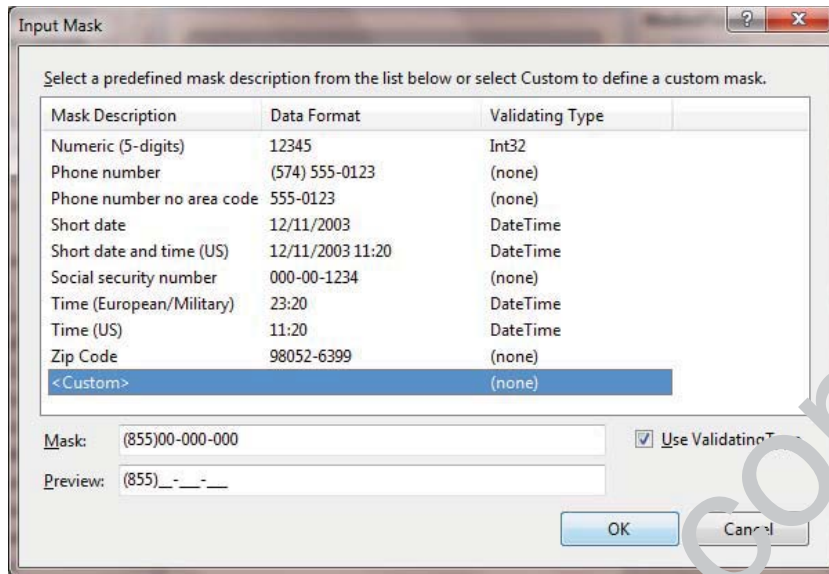 Input Mask
Select a predefined mask description from the list below or select Custom to define a custom mask.
Mask Description Data Format Validating Type
Numeric (5-digits) 12345 Int32
Phone number (574) 555-0123 (none)
Phone number no area code 555-0123 (none)
Short date 12/11/2003 DateTime
Short date and time (US) 12/11/2003 11:20 DateTime
Social security number 000-00-1234 (none)
Time (European/Military) 23:20 DateTime
Time (US) 11:20 DateTime
Zip Code 98052-6399 (none)
<Custom> (none)
Mask: (855)00-000-000 Use Validating
Preview: (855)__-___-___
OK Cancel
com